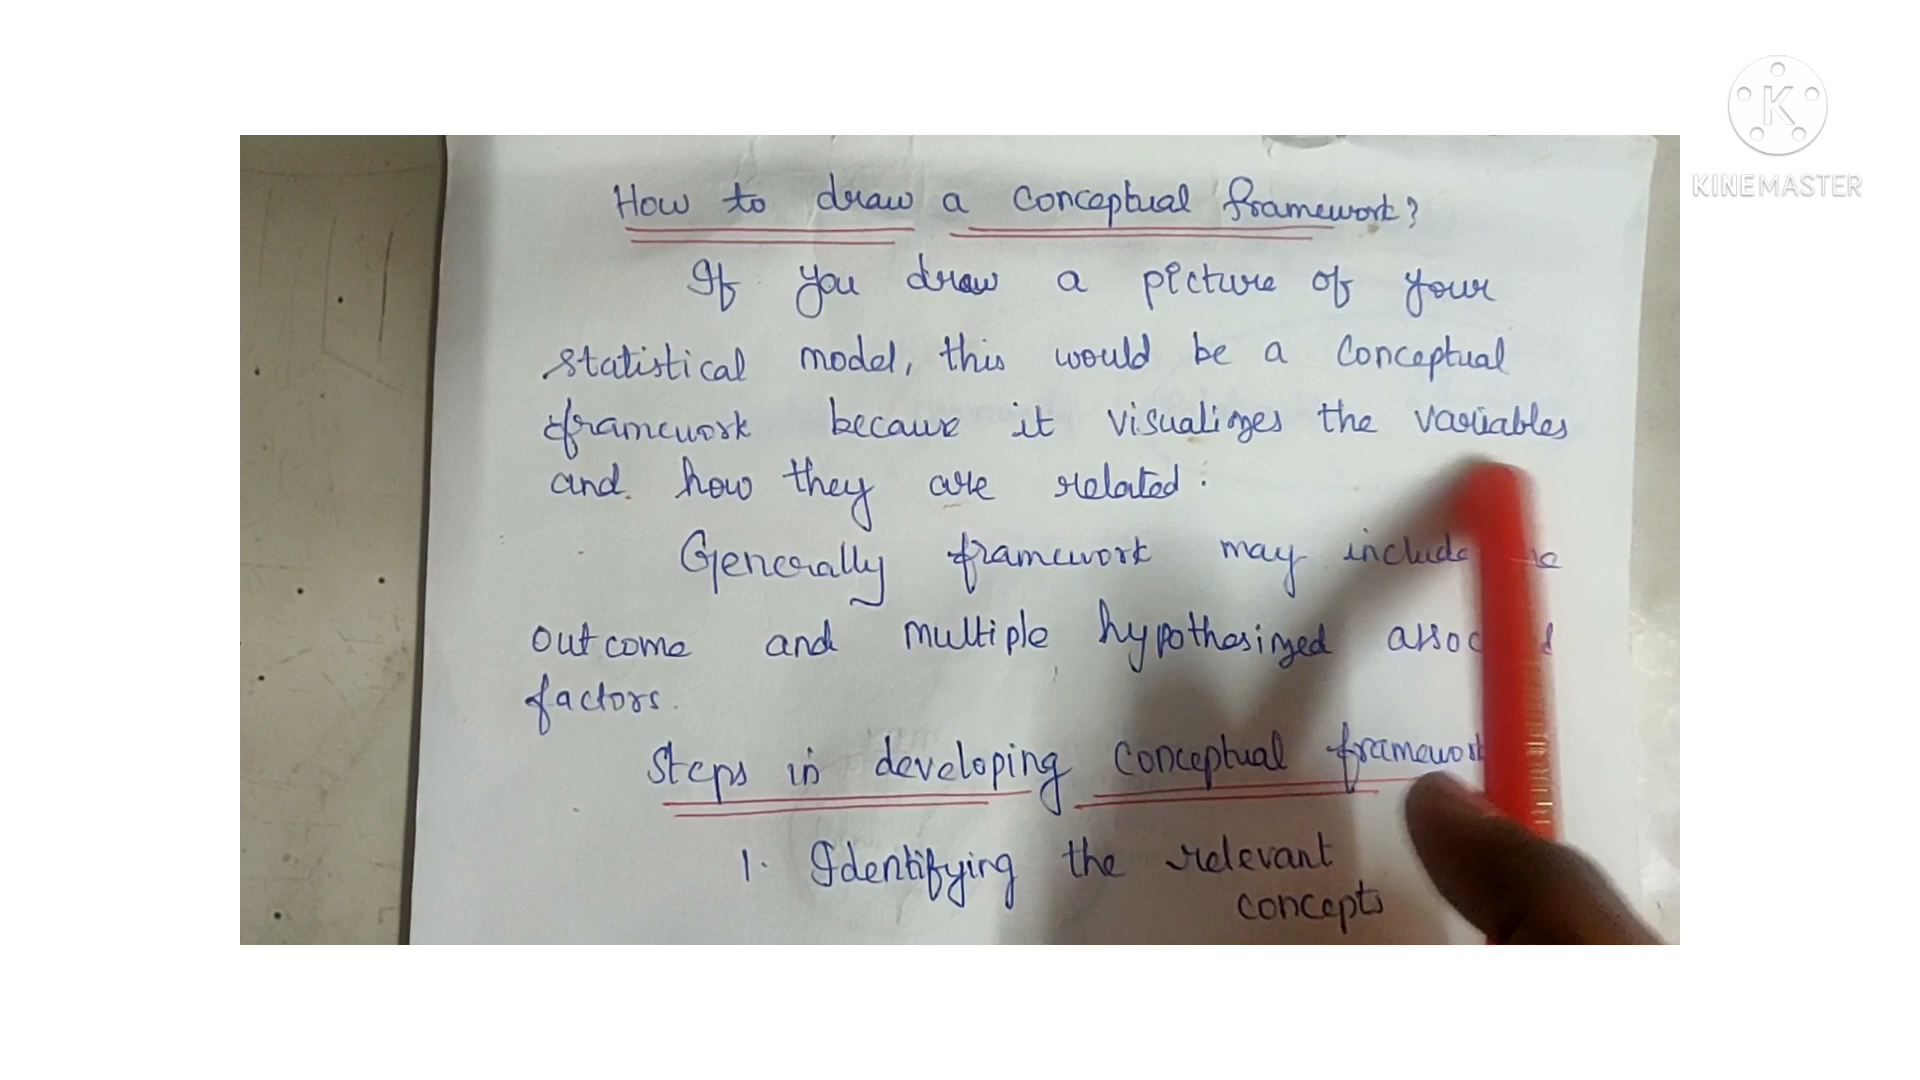 How to draw a conceptual framework?
If you draw a picture of your
statistical model, this would be a conceptual
framework because it visualizes the variables
and how they are related.
Generally framework may include
outcome and multiple hypothesized
factors.
Steps in developing conceptual framework
1. Identifying the relevant
concepts
K
KINEMASTER